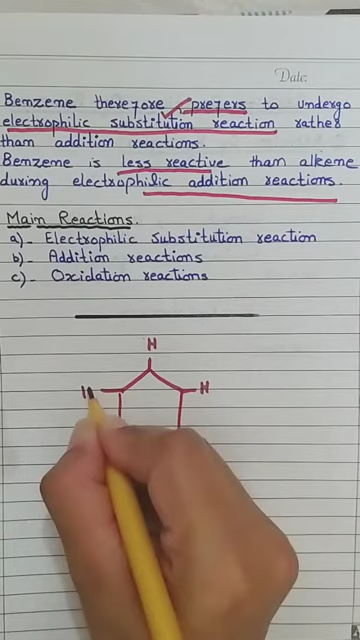 Date:
Benzene therefore prefers to undergo
electrophilic substitution reaction rather
than addition reactions.
Benzene is less reactive than alkene
during electrophilic addition reactions.
Main Reactions.
a)- Electrophilic substitution reaction
b)- Addition reactions
c)- Oxidation reactions
H
H